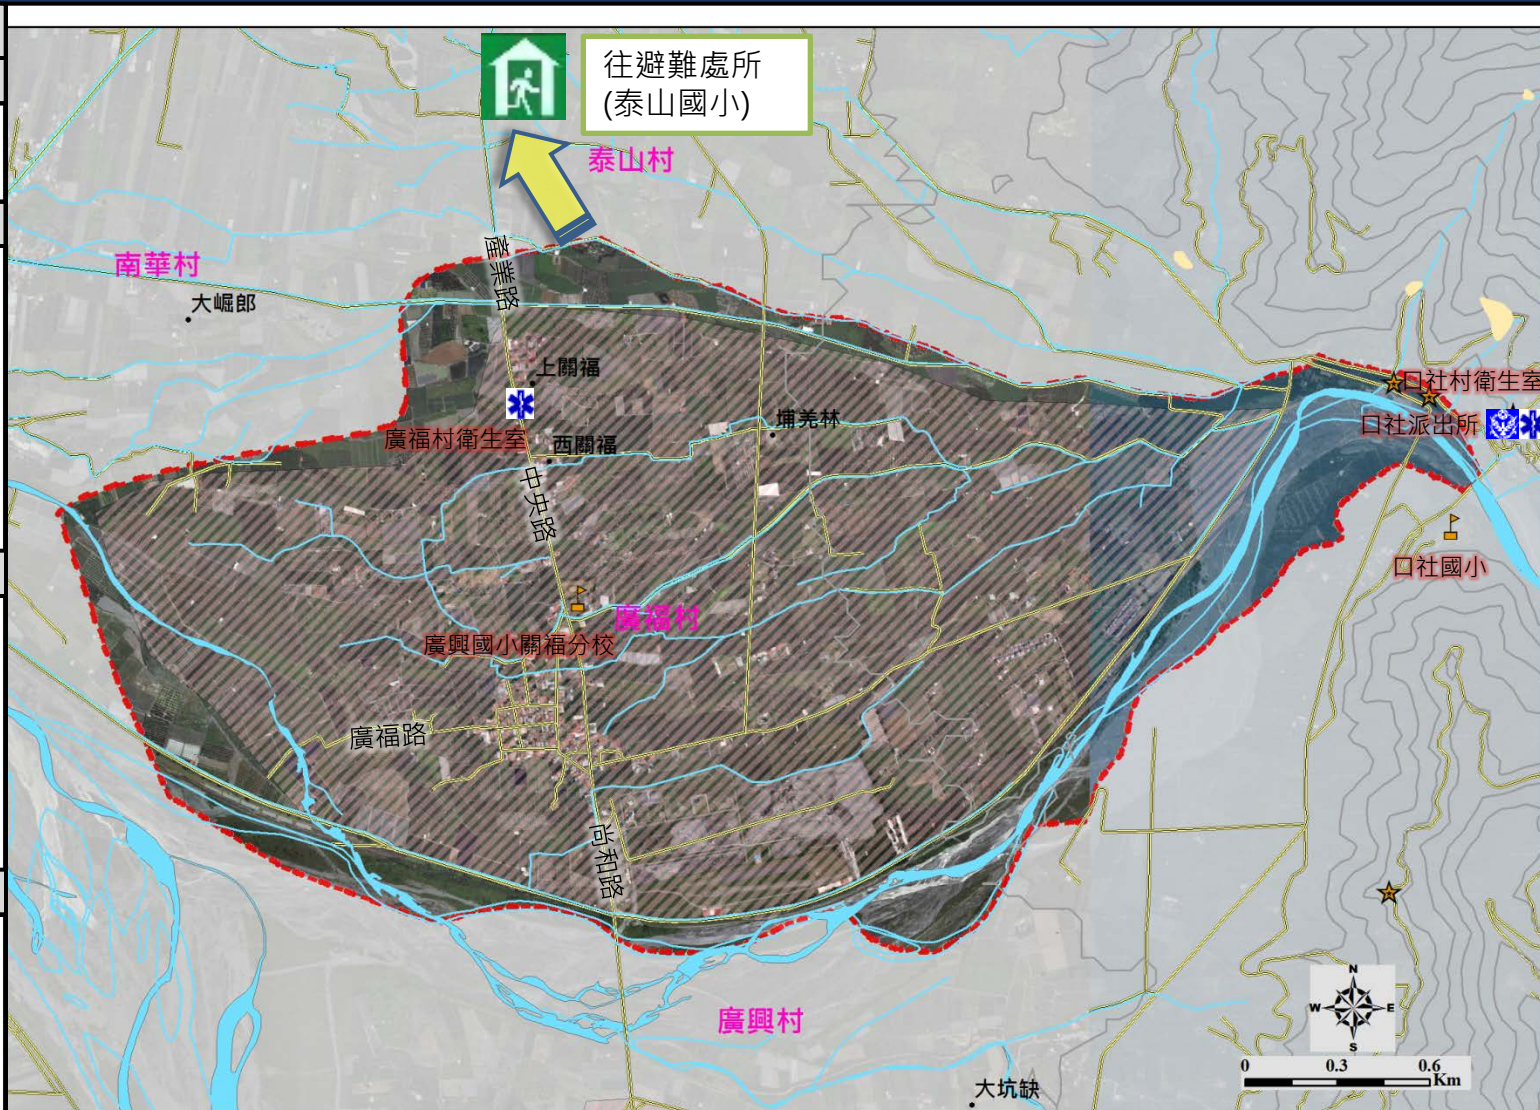 往避難處所
(泰山國小)
泰山村
產業路
南華村
大崛郎
上關福
口社村衛生室
埔羌林
口社派出所
廣福村衛生室
西關福
中央路
口社國小
廣福村
廣興國小關福分校
廣福路
尚和路
廣興村
大坑缺
N
W
E
S
0 0.3 0.6
Km